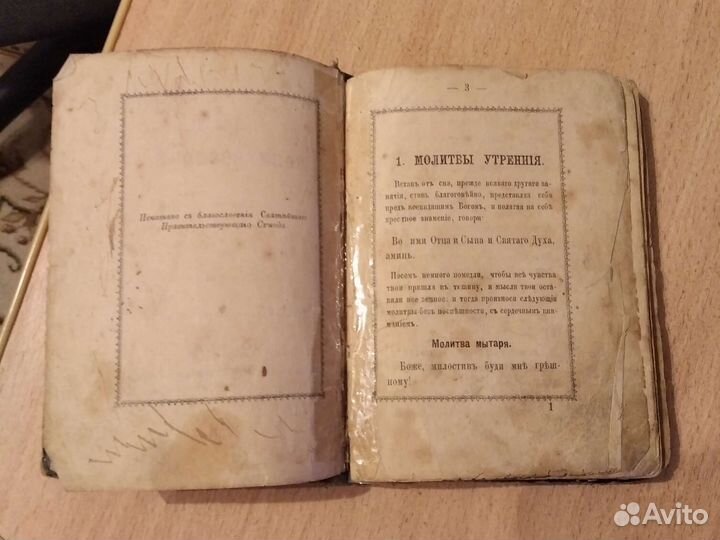 Печатано съ благословенія Святѣйшаго
Правительствующаго Сѵнода.
— 3 —
1. МОЛИТВЫ УТРЕННІЯ.
Вставъ отъ сна, прежде всякаго другаго за-
нятія, стань благоговѣйно, представляя себя
предъ всевидящимъ Богомъ, и полагая на себѣ
крестное знаменіе, говори:
Во имя Отца и Сына и Святаго Духа,
аминь.
Посемъ немного помедли, чтобы всѣ чувства
твои пришли въ тишину, и мысли твои оста-
вили все земное: и тогда произноси слѣдующія
молитвы безъ поспѣшности, съ сердечнымъ вни-
маніемъ.
Молитва мытаря.
Боже, милостивъ буди мнѣ грѣш-
ному!
1
Avito